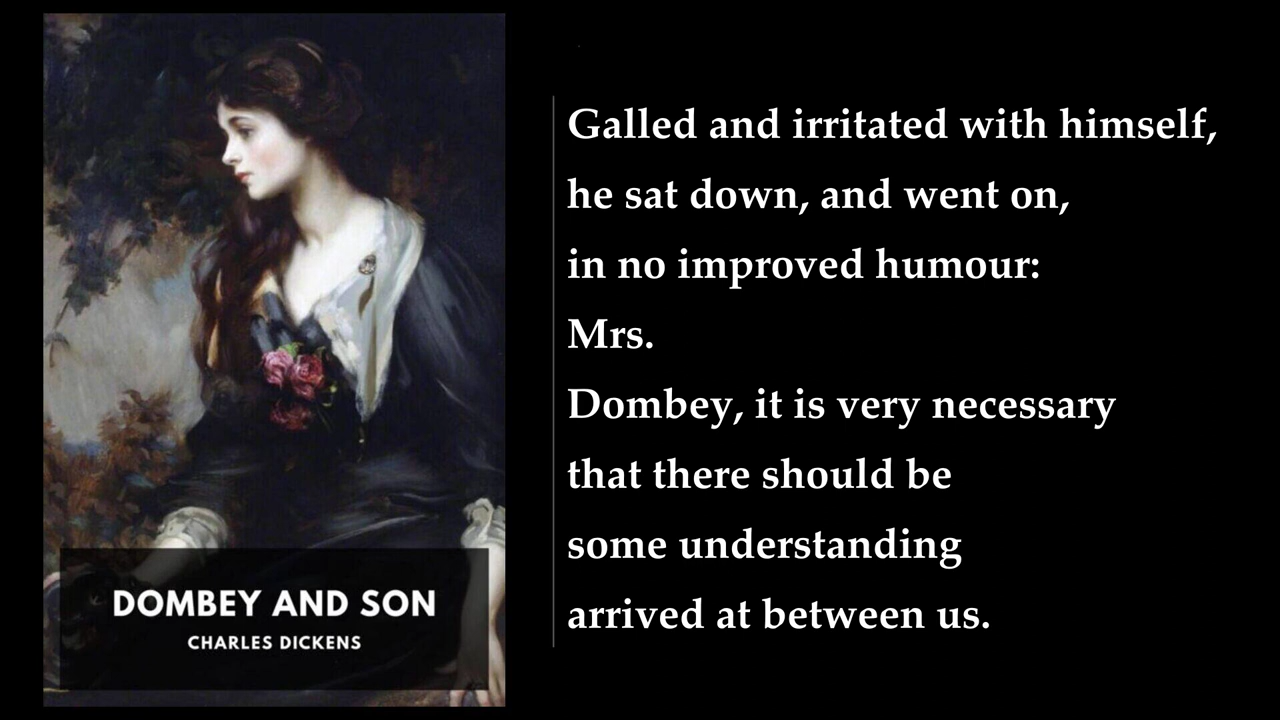 DOMBEY AND SON
CHARLES DICKENS
Galled and irritated with himself,
he sat down, and went on,
in no improved humour:
Mrs.
Dombey, it is very necessary
that there should be
some understanding
arrived at between us.